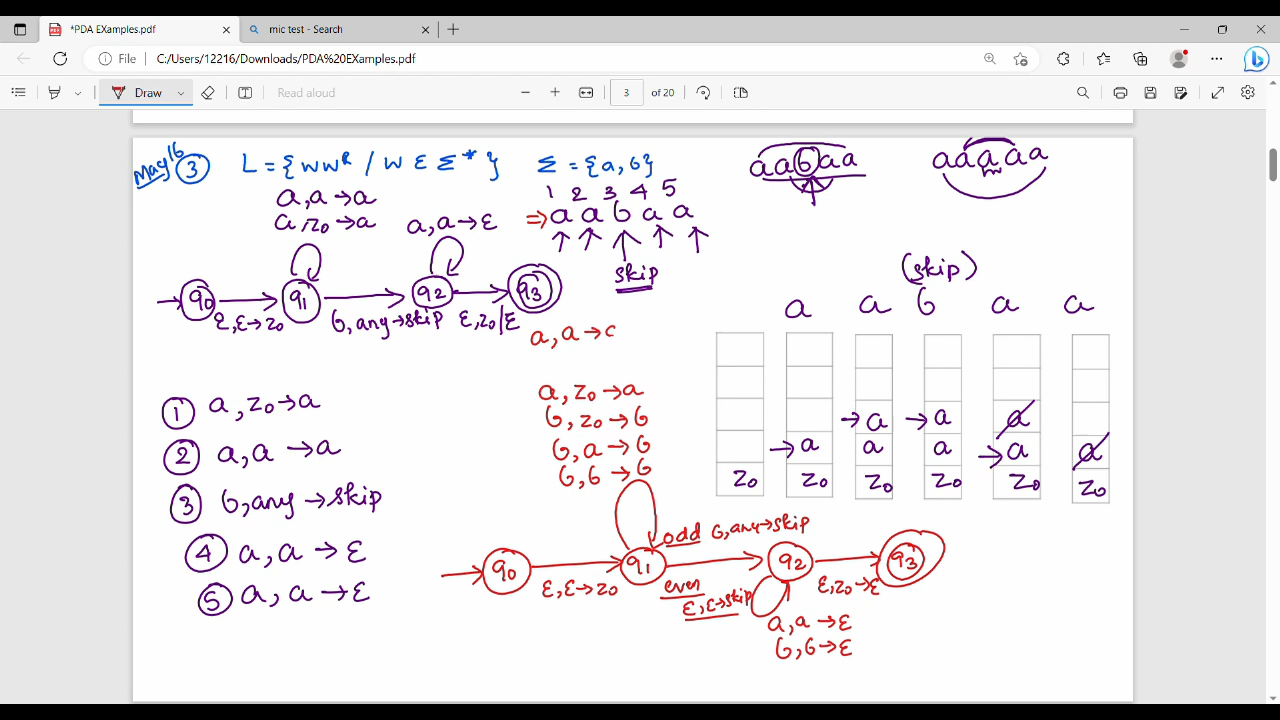 *PDA EXamples.pdf
mic test - Search
File
C:/Users/12216/Downloads/PDA%20EXamples.pdf
Draw
Read aloud
3
of 20
May 16
③ L = { wwᴿ / w ε Σ* } Σ = {a, b}
aabaa
aaaaa
a, a → a
a, z₀ → a
a, a → ε
1 2 3 4 5
⇒ a a b a a
skip
q₀ q₁ q₂ q₃
ε, ε → z₀
b, any → skip
ε, z₀ | ε
(skip)
a a b a a
a, a → c
① a, z₀ → a
② a, a → a
③ b, any → skip
④ a, a → ε
⑤ a, a → ε
a, z₀ → a
b, z₀ → b
b, a → b
b, b → b
→ a → a a
→ a a a → a a
z₀ z₀ z₀ z₀ z₀ z₀
odd b, any → skip
q₀ q₁ q₂ q₃
ε, ε → z₀
even
ε, ε → skip
ε, z₀ → ε
a, a → ε
b, b → ε